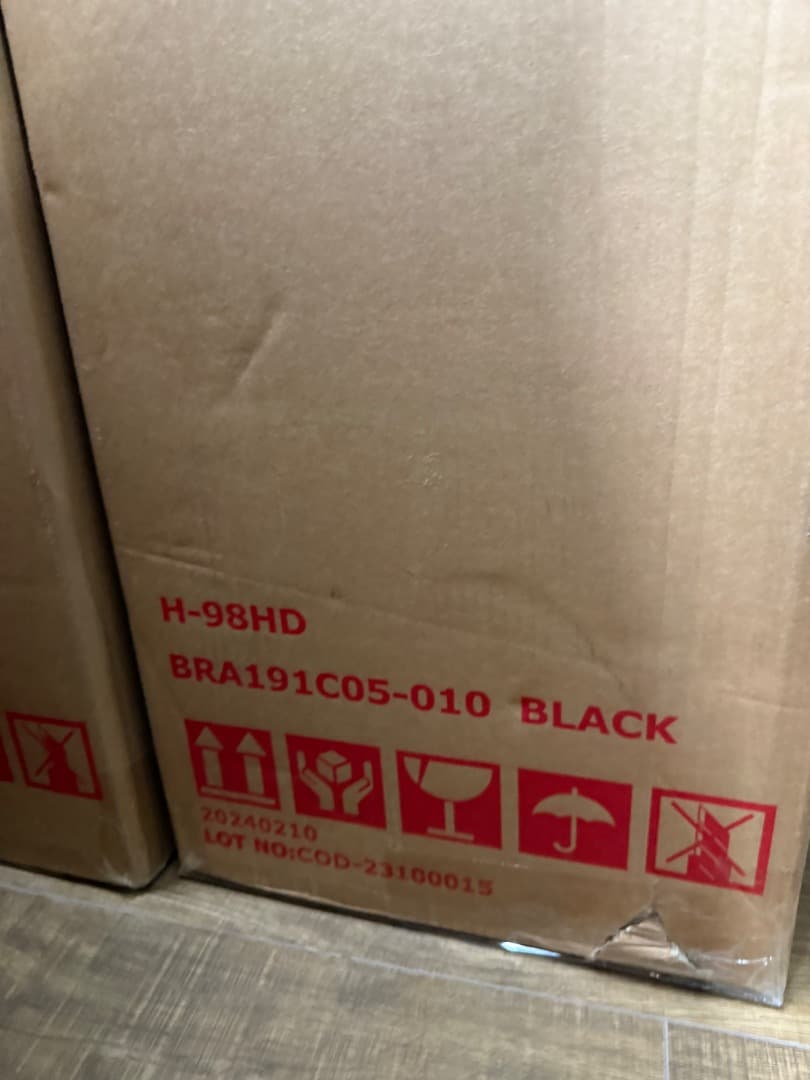 H-98HD
BRA191C05-010 BLACK
20240210
LOT NO:COD-23100015